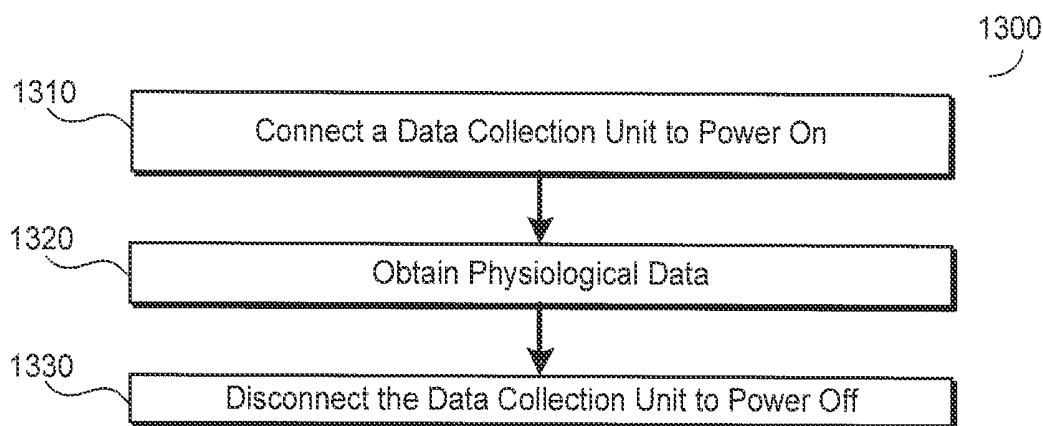 1300
1310
Connect a Data Collection Unit to Power On
1320
Obtain Physiological Data
1330
Disconnect the Data Collection Unit to Power Off